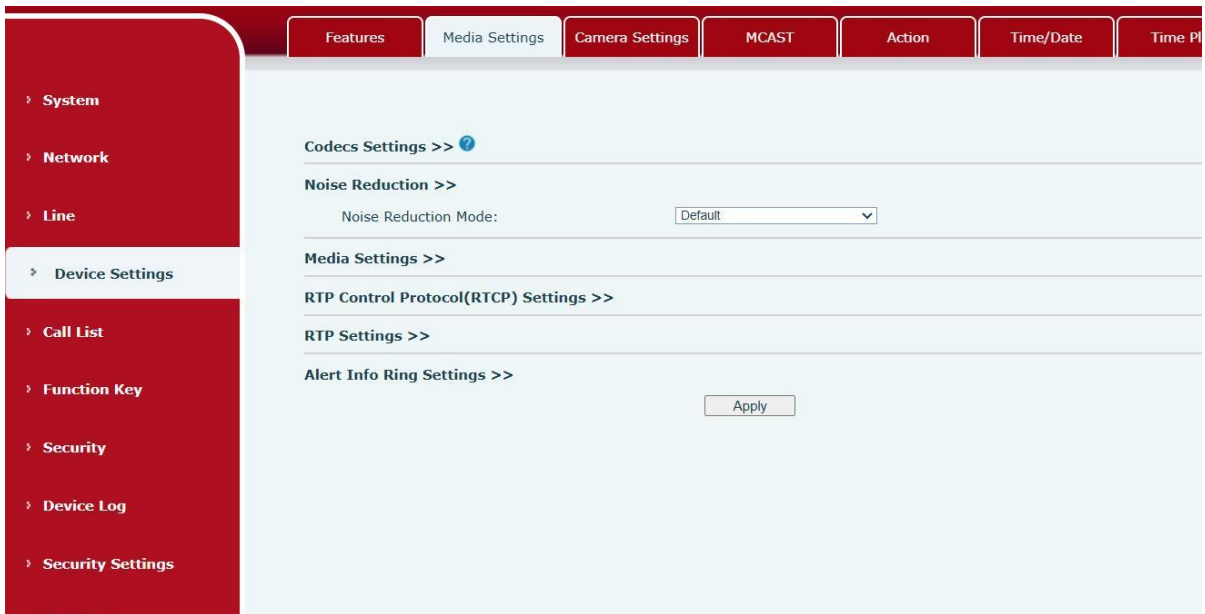 Features Media Settings Camera Settings MCAST Action Time/Date Time Pl
System
Network
Line
Device Settings
Call List
Function Key
Security
Device Log
Security Settings
Codecs Settings >> ?
Noise Reduction >>
Noise Reduction Mode: Default
Media Settings >>
RTP Control Protocol(RTCP) Settings >>
RTP Settings >>
Alert Info Ring Settings >>
Apply